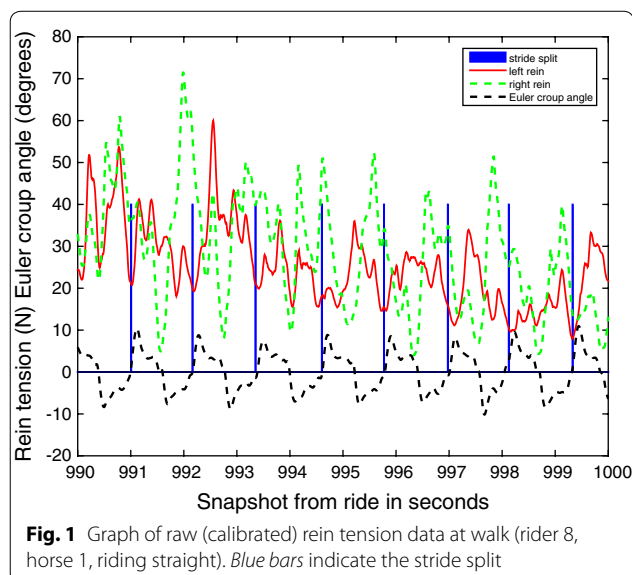 80
70
60
50
40
30
20
10
0
-10
-20
Rein tension (N) Euler croup angle (degrees)
stride split
left rein
right rein
Euler croup angle
990 991 992 993 994 995 996 997 998 999 1000
Snapshot from ride in seconds
Fig. 1 Graph of raw (calibrated) rein tension data at walk (rider 8,
horse 1, riding straight). Blue bars indicate the stride split